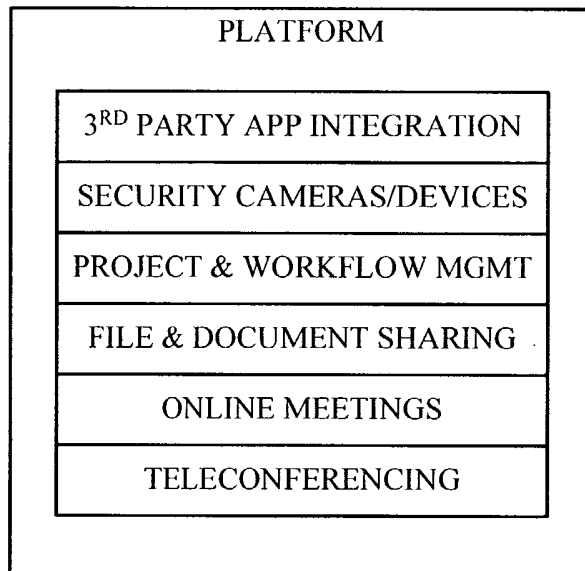 PLATFORM
3RD PARTY APP INTEGRATION
SECURITY CAMERAS/DEVICES
PROJECT & WORKFLOW MGMT
FILE & DOCUMENT SHARING
ONLINE MEETINGS
TELECONFERENCING